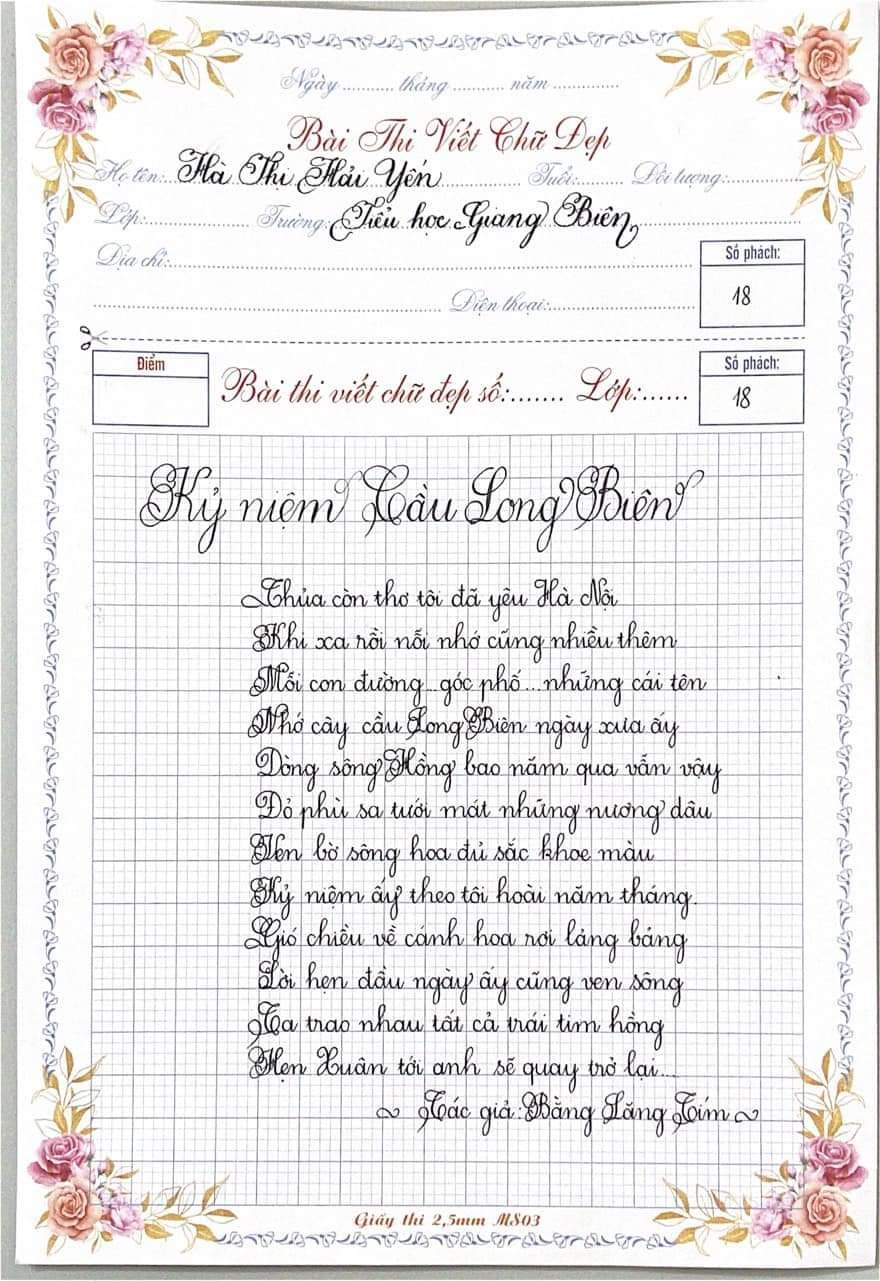 Ngày .......... tháng .......... năm .............
Bài Thi Viết Chữ Đẹp
Họ tên: Hà Thị Hải Yến Tuổi:......... Đối tượng:...............
Lớp:..................... Trường: Tiểu học Giang Biên
Địa chỉ:.....................
Số phách:
..................... Điện thoại:.....................
18
Điểm
Bài thi viết chữ đẹp số:....... Lớp:......
Số phách:
18
Kỷ niệm Cầu Long Biên
Thủa còn thơ tôi đã yêu Hà Nội
Khi xa rồi nỗi nhớ cũng nhiều thêm
Mỗi con đường...góc phố...những cái tên
Nhớ cây cầu Long Biên ngày xưa ấy
Dòng sông Hồng bao năm qua vẫn vậy
Đỏ phù sa tưới mát những nương dâu
Ven bờ sông hoa đủ sắc khoe màu
Kỷ niệm ấy theo tôi hoài năm tháng.
Gió chiều về cánh hoa rơi lảng bảng
Lời hẹn đầu ngày ấy cũng ven sông
Ta trao nhau tất cả trái tim hồng
Hẹn Xuân tới anh sẽ quay trở lại...
~ Tác giả: Bằng Lăng Tím ~
Giấy thi 2,5mm MS03